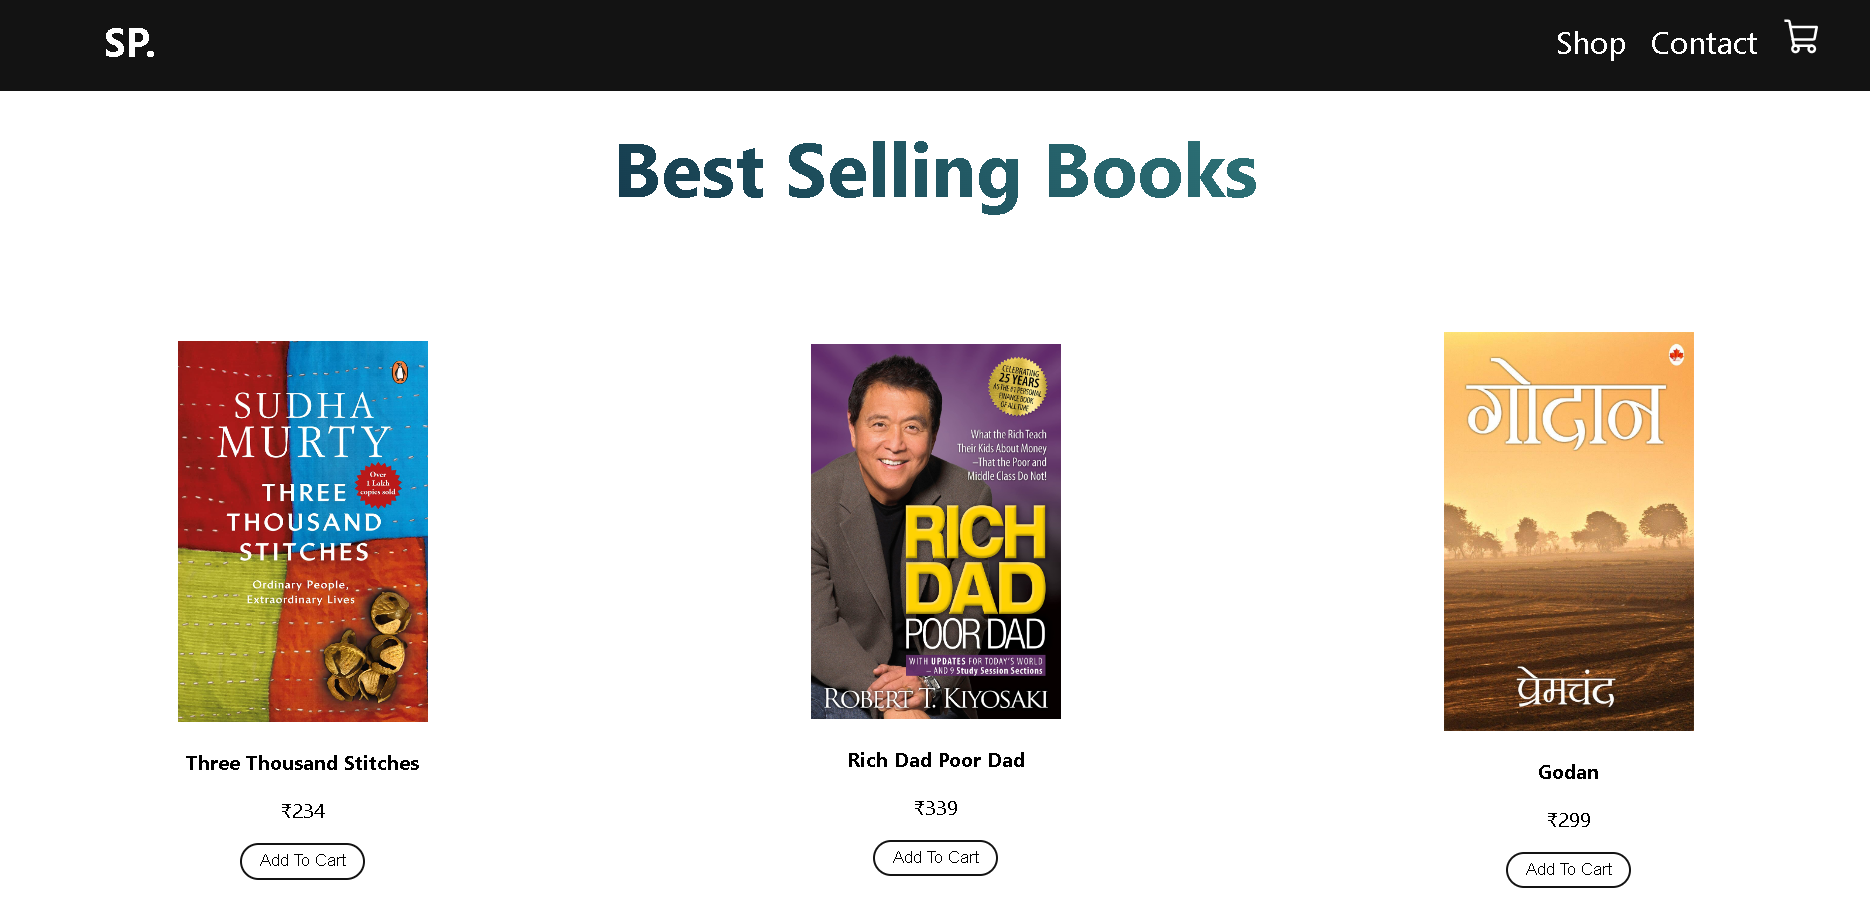 SP.
Shop Contact
Best Selling Books
SUDHA
MURTY
Over
1 Lakh
copies sold
THREE
THOUSAND
STITCHES
Ordinary People,
Extraordinary Lives
Three Thousand Stitches
₹234
Add To Cart
CELEBRATING
25 YEARS
AS THE #1 PERSONAL
FINANCE BOOK
OF ALL TIME
What the Rich Teach
Their Kids About Money
–That the Poor and
Middle Class Do Not!
RICH
DAD
POOR DAD
WITH UPDATES FOR TODAY'S WORLD
– AND 9 Study Session Sections
ROBERT T. KIYOSAKI
Rich Dad Poor Dad
₹339
Add To Cart
गोदान
प्रेमचंद
Godan
₹299
Add To Cart